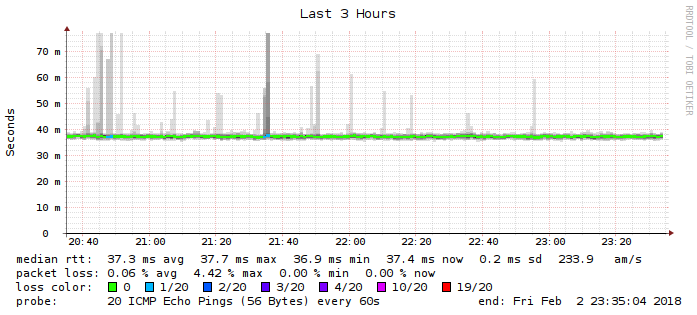 Last 3 Hours
RRDTOOL / TOBI OETIKER
Seconds
70 m
60 m
50 m
40 m
30 m
20 m
10 m
0
20:40 21:00 21:20 21:40 22:00 22:20 22:40 23:00 23:20
median rtt: 37.3 ms avg 37.7 ms max 36.9 ms min 37.4 ms now 0.2 ms sd 233.9 am/s
packet loss: 0.06 % avg 4.42 % max 0.00 % min 0.00 % now
loss color: 0 1/20 2/20 3/20 4/20 10/20 19/20
probe: 20 ICMP Echo Pings (56 Bytes) every 60s end: Fri Feb 2 23:35:04 2018